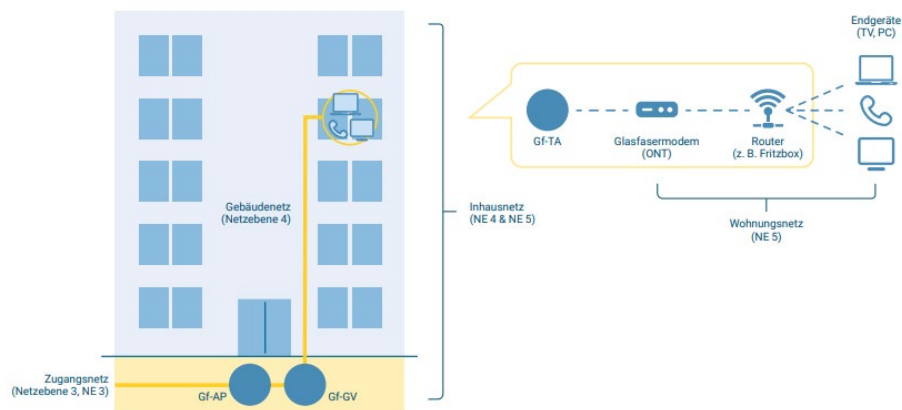 Endgeräte
(TV, PC)
Gf-TA
Glasfasermodem
(ONT)
Router
(z. B. Fritzbox)
Gebäudenetz
(Netzebene 4)
Inhausnetz
(NE 4 & NE 5)
Wohnungsnetz
(NE 5)
Zugangsnetz
(Netzebene 3, NE 3)
Gf-AP
Gf-GV